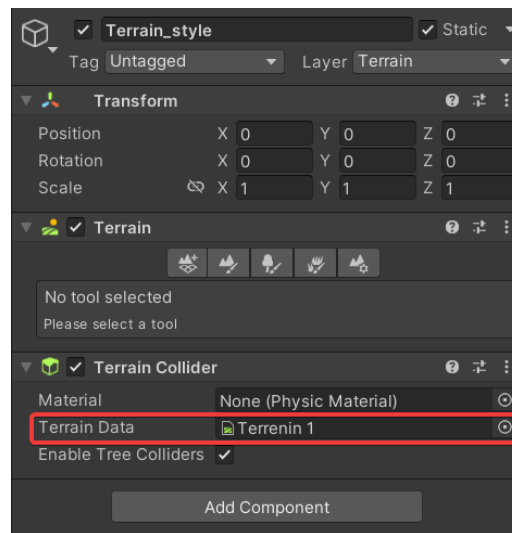 Terrain_style Static
Tag Untagged Layer Terrain
Transform
Position X 0 Y 0 Z 0
Rotation X 0 Y 0 Z 0
Scale X 1 Y 1 Z 1
Terrain
No tool selected
Please select a tool
Terrain Collider
Material None (Physic Material)
Terrain Data Terrenin 1
Enable Tree Colliders
Add Component